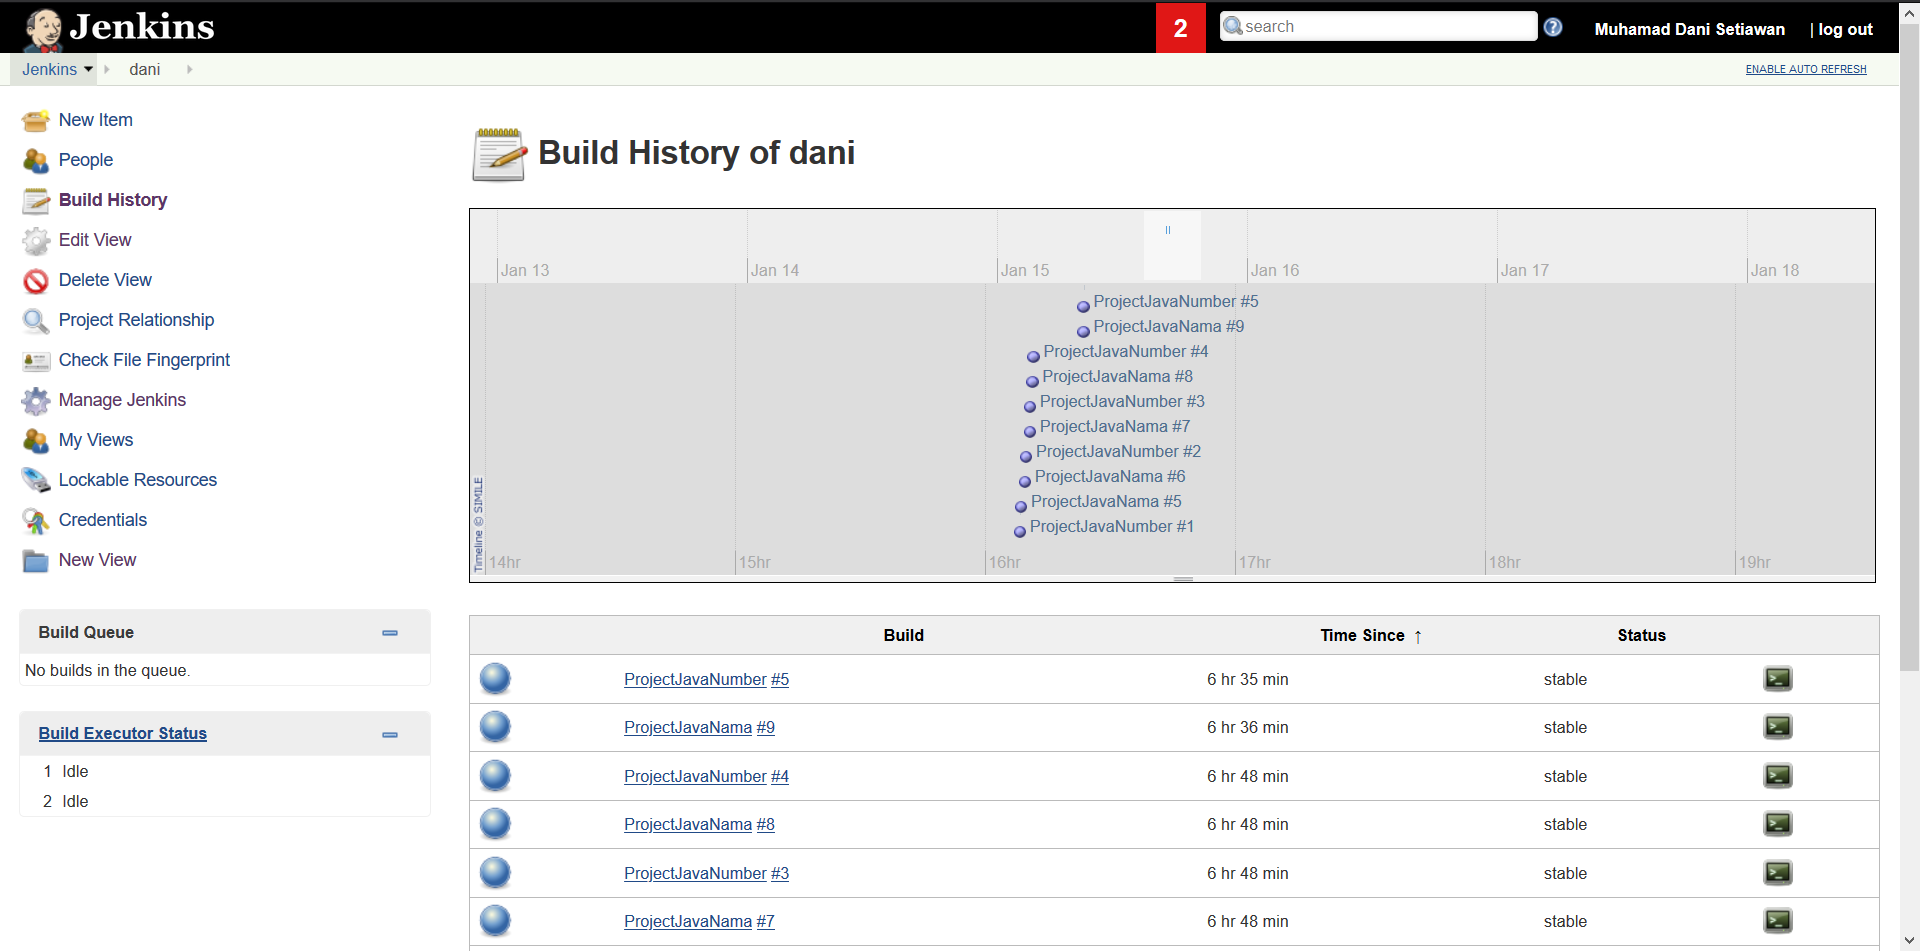 Jenkins
2
search
Muhamad Dani Setiawan
| log out
Jenkins
dani
ENABLE AUTO REFRESH
New Item
People
Build History
Edit View
Delete View
Project Relationship
Check File Fingerprint
Manage Jenkins
My Views
Lockable Resources
Credentials
New View
Build Queue
No builds in the queue.
Build Executor Status
1 Idle
2 Idle
Build History of dani
Jan 13 Jan 14 Jan 15 Jan 16 Jan 17 Jan 18
ProjectJavaNumber #5
ProjectJavaNama #9
ProjectJavaNumber #4
ProjectJavaNama #8
ProjectJavaNumber #3
ProjectJavaNama #7
ProjectJavaNumber #2
ProjectJavaNama #6
ProjectJavaNama #5
ProjectJavaNumber #1
Timeline © SIMILE
14hr 15hr 16hr 17hr 18hr 19hr
Build Time Since ↑ Status
ProjectJavaNumber #5 6 hr 35 min stable
ProjectJavaNama #9 6 hr 36 min stable
ProjectJavaNumber #4 6 hr 48 min stable
ProjectJavaNama #8 6 hr 48 min stable
ProjectJavaNumber #3 6 hr 48 min stable
ProjectJavaNama #7 6 hr 48 min stable